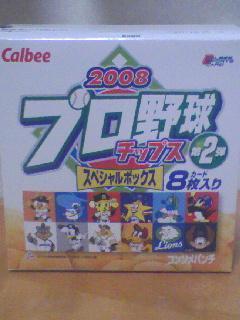 Calbee
2008
プロ野球
チップス
第2弾
スペシャルボックス
カード
8枚入り
Lions
コンソメパンチ